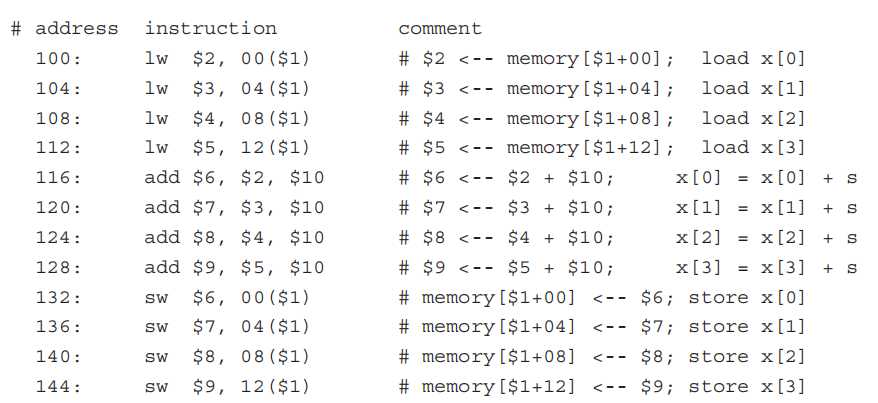 # address instruction comment
100: lw $2, 00($1) # $2 <-- memory[$1+00]; load x[0]
104: lw $3, 04($1) # $3 <-- memory[$1+04]; load x[1]
108: lw $4, 08($1) # $4 <-- memory[$1+08]; load x[2]
112: lw $5, 12($1) # $5 <-- memory[$1+12]; load x[3]
116: add $6, $2, $10 # $6 <-- $2 + $10; x[0] = x[0] + s
120: add $7, $3, $10 # $7 <-- $3 + $10; x[1] = x[1] + s
124: add $8, $4, $10 # $8 <-- $4 + $10; x[2] = x[2] + s
128: add $9, $5, $10 # $9 <-- $5 + $10; x[3] = x[3] + s
132: sw $6, 00($1) # memory[$1+00] <-- $6; store x[0]
136: sw $7, 04($1) # memory[$1+04] <-- $7; store x[1]
140: sw $8, 08($1) # memory[$1+08] <-- $8; store x[2]
144: sw $9, 12($1) # memory[$1+12] <-- $9; store x[3]